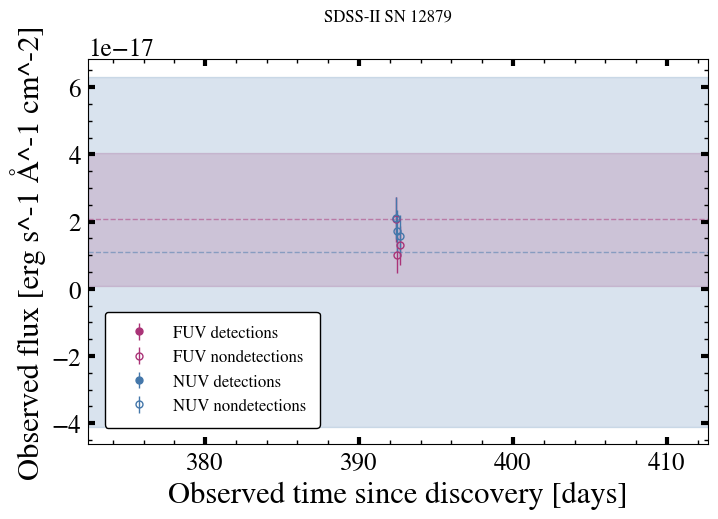 SDSS-II SN 12879
1e−17
6
4
2
0
−2
−4
Observed flux [erg s^-1 Å^-1 cm^-2]
FUV detections
FUV nondetections
NUV detections
NUV nondetections
380
390
400
410
Observed time since discovery [days]